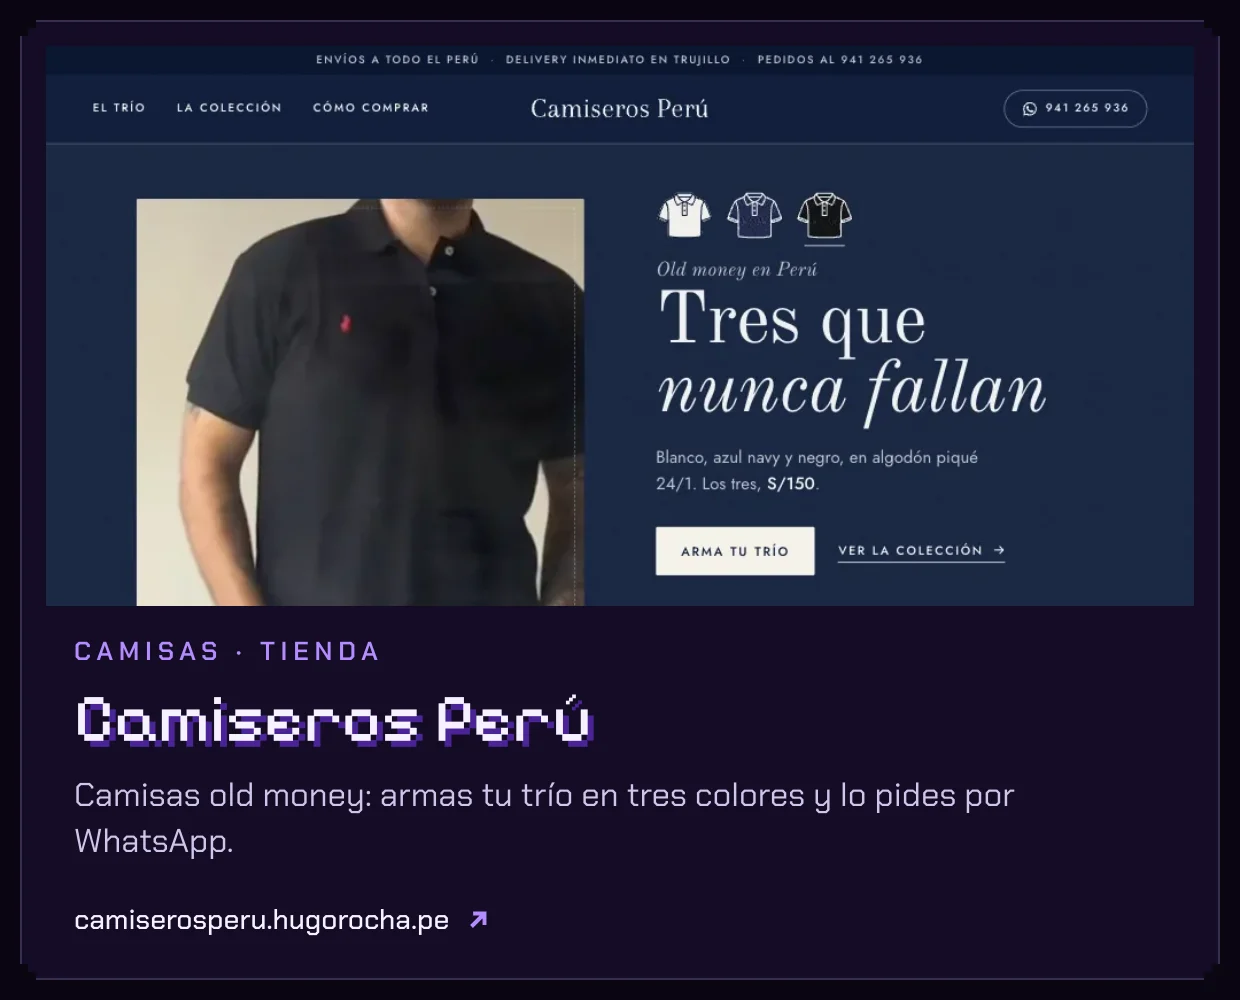 ENVÍOS A TODO EL PERÚ · DELIVERY INMEDIATO EN TRUJILLO · PEDIDOS AL 941 265 936
EL TRÍO LA COLECCIÓN CÓMO COMPRAR Camiseros Perú 941 265 936
Old money en Perú
Tres que
nunca fallan
Blanco, azul navy y negro, en algodón piqué
24/1. Los tres, S/150.
ARMA TU TRÍO VER LA COLECCIÓN →
CAMISAS · TIENDA
Camiseros Perú
Camisas old money: armas tu trío en tres colores y lo pides por
WhatsApp.
camiserosperu.hugorocha.pe ↗